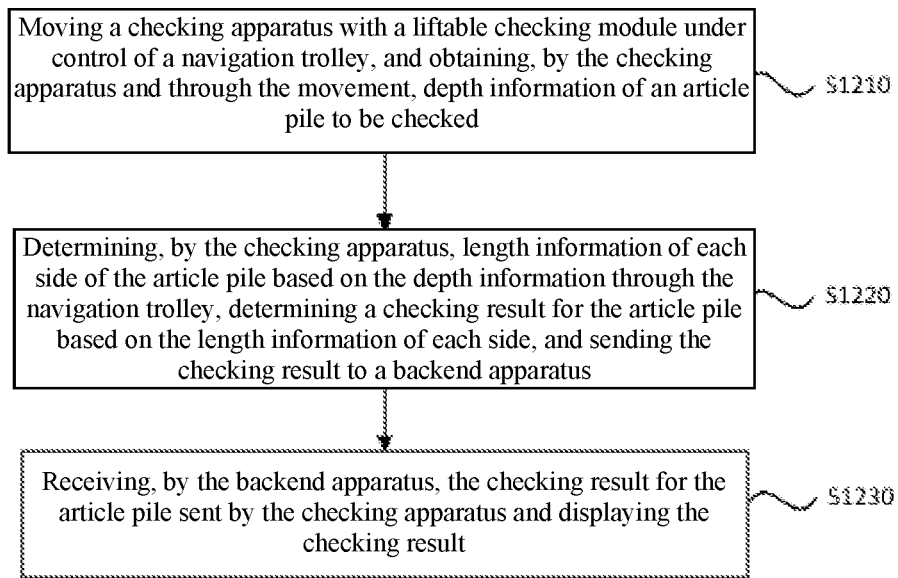 Moving a checking apparatus with a liftable checking module under
control of a navigation trolley, and obtaining, by the checking
apparatus and through the movement, depth information of an article
pile to be checked
S1210
Determining, by the checking apparatus, length information of each
side of the article pile based on the depth information through the
navigation trolley, determining a checking result for the article pile
based on the length information of each side, and sending the
checking result to a backend apparatus
S1220
Receiving, by the backend apparatus, the checking result for the
article pile sent by the checking apparatus and displaying the
checking result
S1230